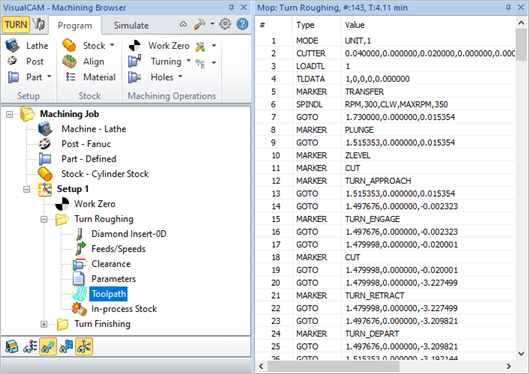 VisualCAM - Machining Browser
TURN Program Simulate
Lathe
Post
Part
Setup
Stock
Align
Material
Stock
Work Zero
Turning
Holes
Machining Operations
Machining Job
Machine - Lathe
Post - Fanuc
Part - Defined
Stock - Cylinder Stock
Setup 1
Work Zero
Turn Roughing
Diamond Insert-0D
Feeds/Speeds
Clearance
Parameters
Toolpath
In-process Stock
Turn Finishing
Mop: Turn Roughing, #:143, T:4.11 min
# Type Value
1 MODE UNIT,1
2 CUTTER 0.040000,0.000000,0.020000,0.000000,0.000
3 LOADTL 1
4 TLDATA 1,0,0,0,0.000000
5 MARKER TRANSFER
6 SPINDL RPM,300,CLW,MAXRPM,350
7 GOTO 1.730000,0.000000,0.015354
8 MARKER PLUNGE
9 GOTO 1.515353,0.000000,0.015354
10 MARKER ZLEVEL
11 MARKER CUT
12 MARKER TURN_APPROACH
13 GOTO 1.515353,0.000000,0.015354
14 GOTO 1.497676,0.000000,-0.002323
15 MARKER TURN_ENGAGE
16 GOTO 1.497676,0.000000,-0.002323
17 GOTO 1.479998,0.000000,-0.020001
18 MARKER CUT
19 GOTO 1.479998,0.000000,-0.020001
20 GOTO 1.479998,0.000000,-3.227499
21 MARKER TURN_RETRACT
22 GOTO 1.479998,0.000000,-3.227499
23 GOTO 1.497676,0.000000,-3.209821
24 MARKER TURN_DEPART
25 GOTO 1.497676,0.000000,-3.209821
26 GOTO 1.515353,0.000000,-3.192144